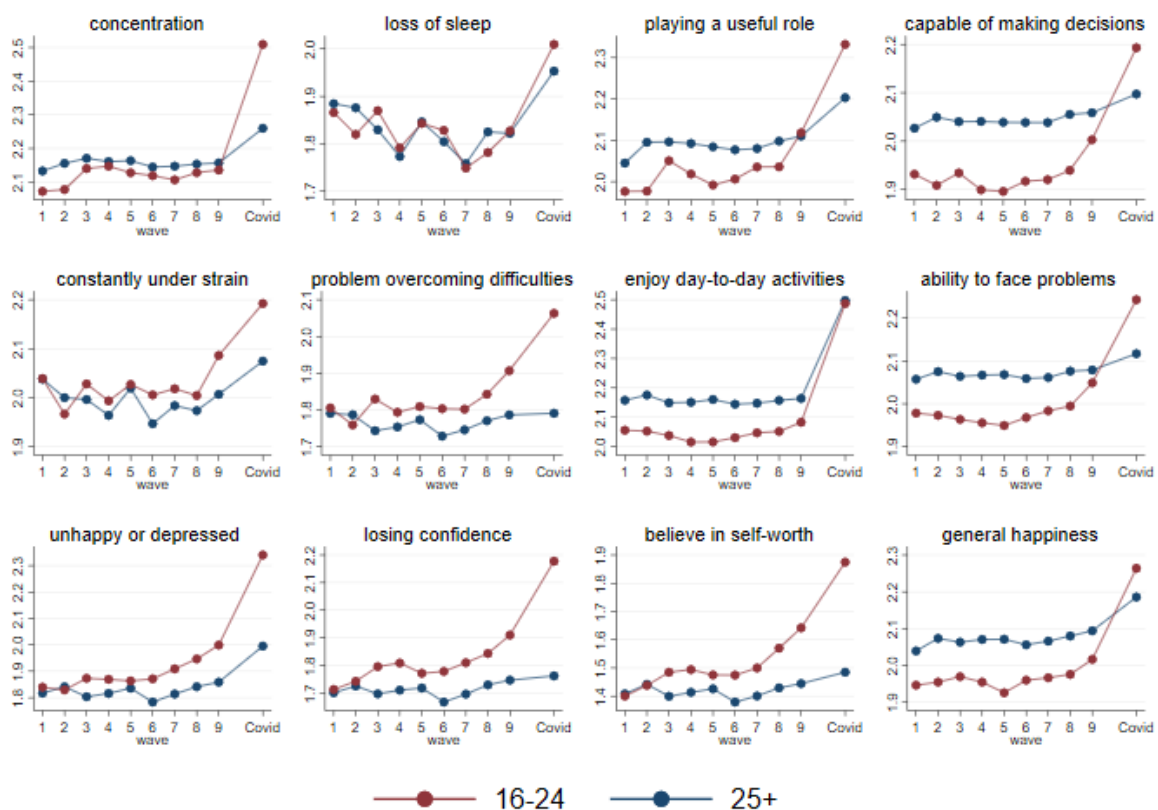 concentration
2.5
2.4
2.3
2.2
2.1
1 2 3 4 5 6 7 8 9 Covid
wave
loss of sleep
2.0
1.9
1.8
1.7
1 2 3 4 5 6 7 8 9 Covid
wave
playing a useful role
2.3
2.2
2.1
2.0
1 2 3 4 5 6 7 8 9 Covid
wave
capable of making decisions
2.2
2.1
2.0
1.9
1 2 3 4 5 6 7 8 9 Covid
wave
constantly under strain
2.2
2.1
2.0
1.9
1 2 3 4 5 6 7 8 9 Covid
wave
problem overcoming difficulties
2.1
2.0
1.9
1.8
1.7
1 2 3 4 5 6 7 8 9 Covid
wave
enjoy day-to-day activities
2.5
2.4
2.3
2.2
2.1
2.0
1 2 3 4 5 6 7 8 9 Covid
wave
ability to face problems
2.2
2.1
2.0
1.9
1 2 3 4 5 6 7 8 9 Covid
wave
unhappy or depressed
2.3
2.2
2.1
2.0
1.9
1.8
1 2 3 4 5 6 7 8 9 Covid
wave
losing confidence
2.2
2.1
2.0
1.9
1.8
1.7
1 2 3 4 5 6 7 8 9 Covid
wave
believe in self-worth
1.9
1.8
1.7
1.6
1.5
1.4
1 2 3 4 5 6 7 8 9 Covid
wave
general happiness
2.3
2.2
2.1
2.0
1.9
1 2 3 4 5 6 7 8 9 Covid
wave
16-24 25+